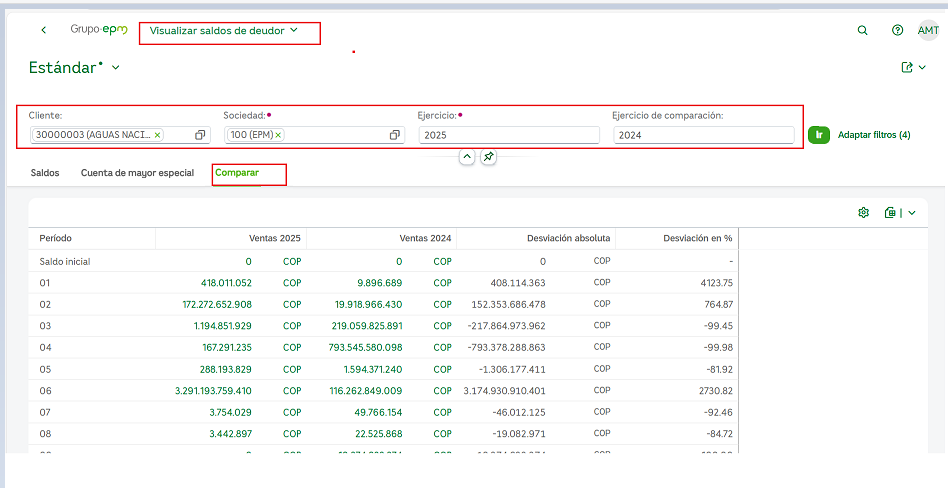 Grupo·epm Visualizar saldos de deudor AMT
Estándar*
Cliente: Sociedad: Ejercicio: Ejercicio de comparación:
30000003 (AGUAS NACI... 100 (EPM) 2025 2024 Ir Adaptar filtros (4)
Saldos Cuenta de mayor especial Comparar
Período Ventas 2025 Ventas 2024 Desviación absoluta Desviación en %
Saldo inicial 0 COP 0 COP 0 COP -
01 418.011.052 COP 9.896.689 COP 408.114.363 COP 4123.75
02 172.272.652.908 COP 19.918.966.430 COP 152.353.686.478 COP 764.87
03 1.194.851.929 COP 219.059.825.891 COP -217.864.973.962 COP -99.45
04 167.291.235 COP 793.545.580.098 COP -793.378.288.863 COP -99.98
05 288.193.829 COP 1.594.371.240 COP -1.306.177.411 COP -81.92
06 3.291.193.759.410 COP 116.262.849.009 COP 3.174.930.910.401 COP 2730.82
07 3.754.029 COP 49.766.154 COP -46.012.125 COP -92.46
08 3.442.897 COP 22.525.868 COP -19.082.971 COP -84.72